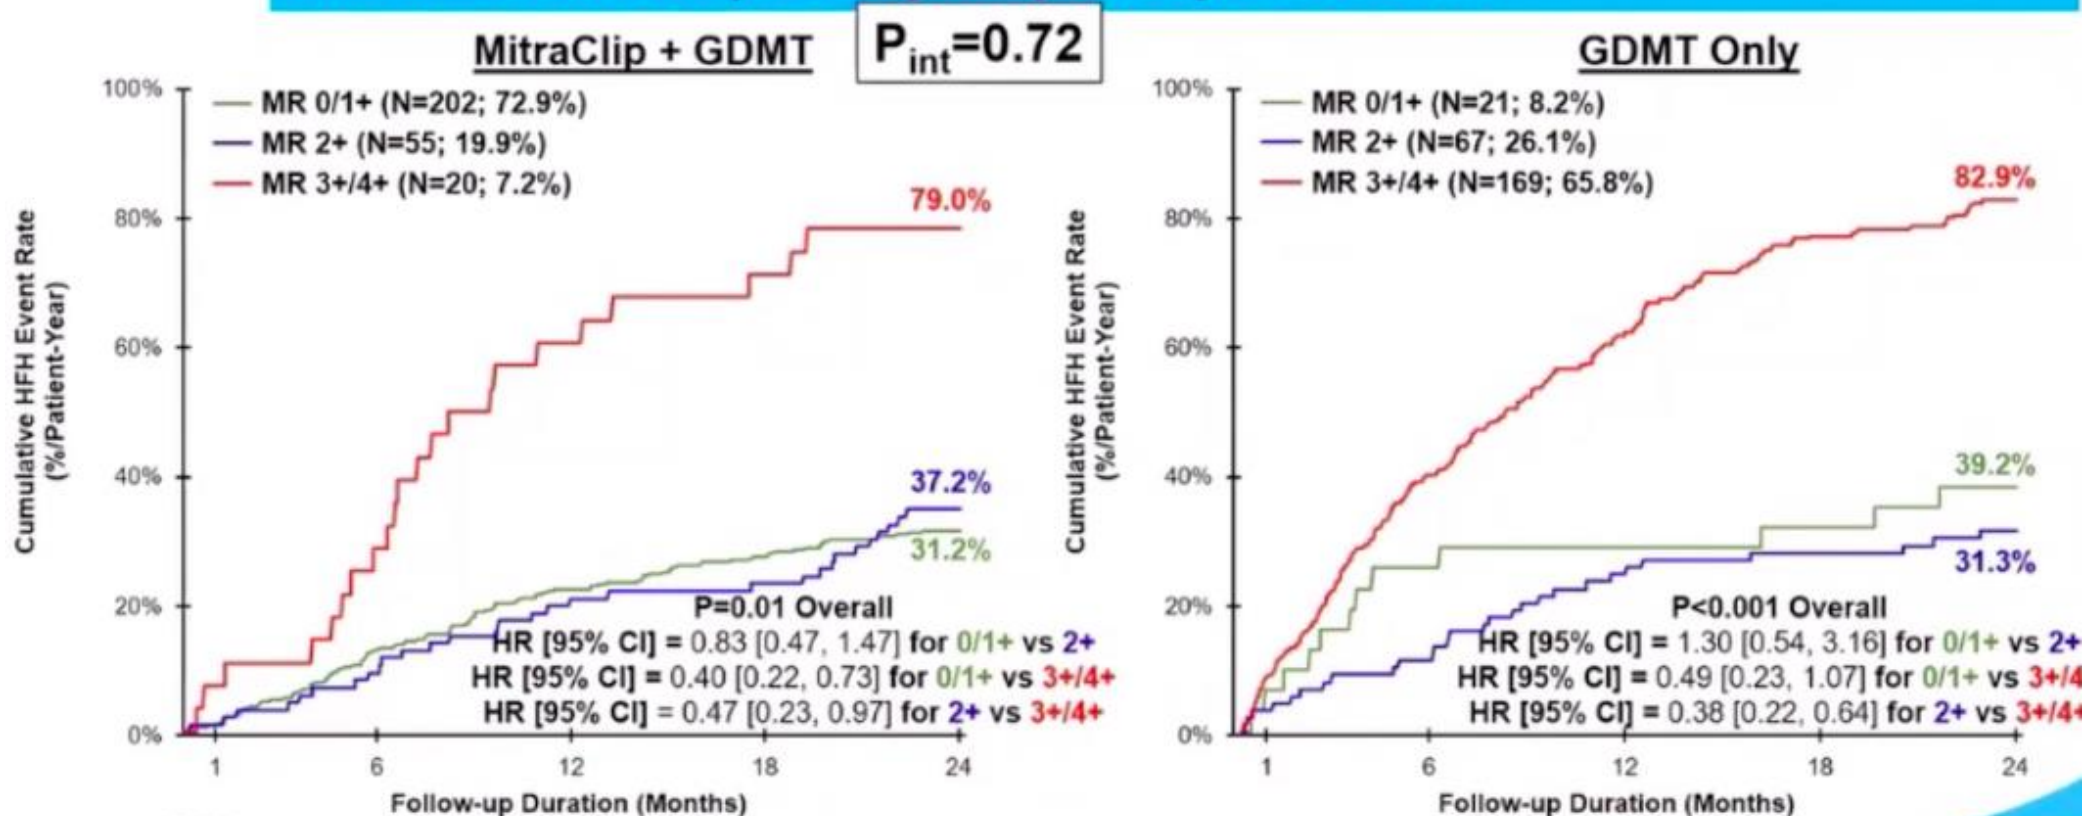 MitraClip + GDMT
Pint=0.72
GDMT Only
MR 0/1+ (N=202; 72.9%)
MR 2+ (N=55; 19.9%)
MR 3+/4+ (N=20; 7.2%)
Cumulative HFH Event Rate
(%/Patient-Year)
100%
80%
60%
40%
20%
0%
79.0%
37.2%
31.2%
P=0.01 Overall
HR [95% CI] = 0.83 [0.47, 1.47] for 0/1+ vs 2+
HR [95% CI] = 0.40 [0.22, 0.73] for 0/1+ vs 3+/4+
HR [95% CI] = 0.47 [0.23, 0.97] for 2+ vs 3+/4+
1 6 12 18 24
Follow-up Duration (Months)
MR 0/1+ (N=21; 8.2%)
MR 2+ (N=67; 26.1%)
MR 3+/4+ (N=169; 65.8%)
Cumulative HFH Event Rate
(%/Patient-Year)
100%
80%
60%
40%
20%
0%
82.9%
39.2%
31.3%
P<0.001 Overall
HR [95% CI] = 1.30 [0.54, 3.16] for 0/1+ vs 2+
HR [95% CI] = 0.49 [0.23, 1.07] for 0/1+ vs 3+/4
HR [95% CI] = 0.38 [0.22, 0.64] for 2+ vs 3+/4+
1 6 12 18 24
Follow-up Duration (Months)